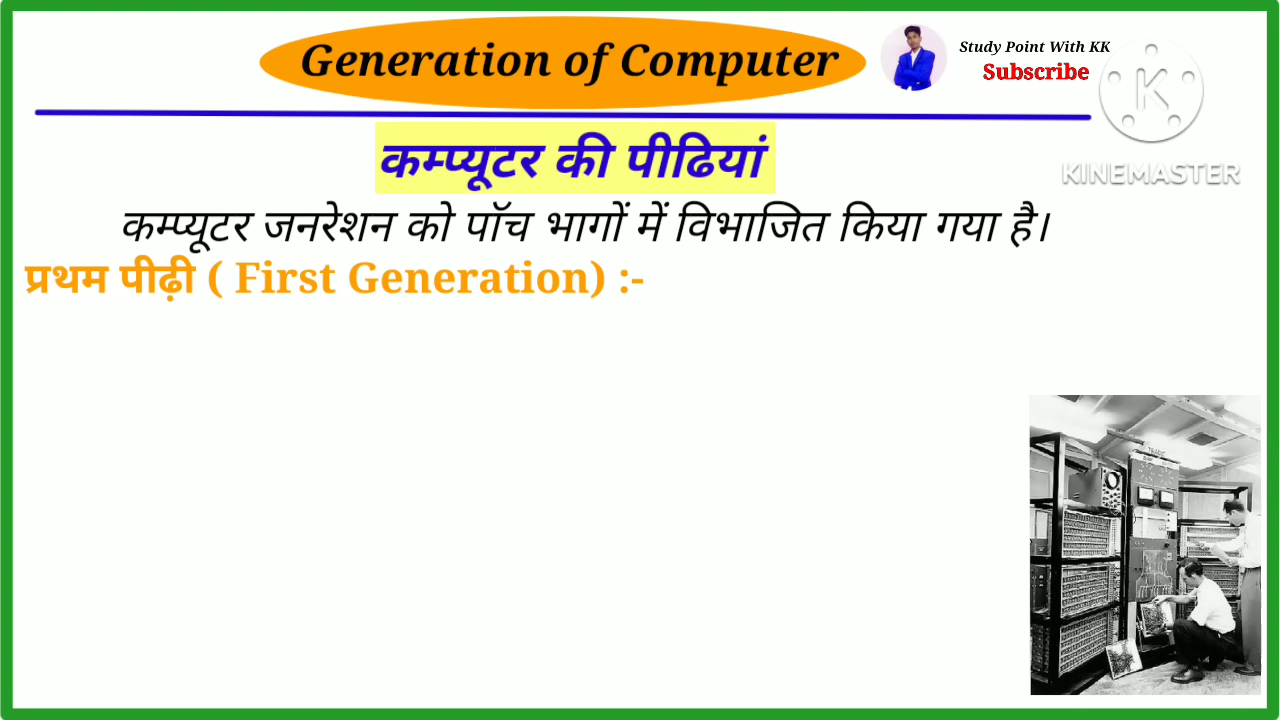 Generation of Computer
Study Point With KK
Subscribe
K
KINEMASTER
कम्प्यूटर की पीढियां
कम्प्यूटर जनरेशन को पॉच भागों में विभाजित किया गया है।
प्रथम पीढ़ी ( First Generation) :-